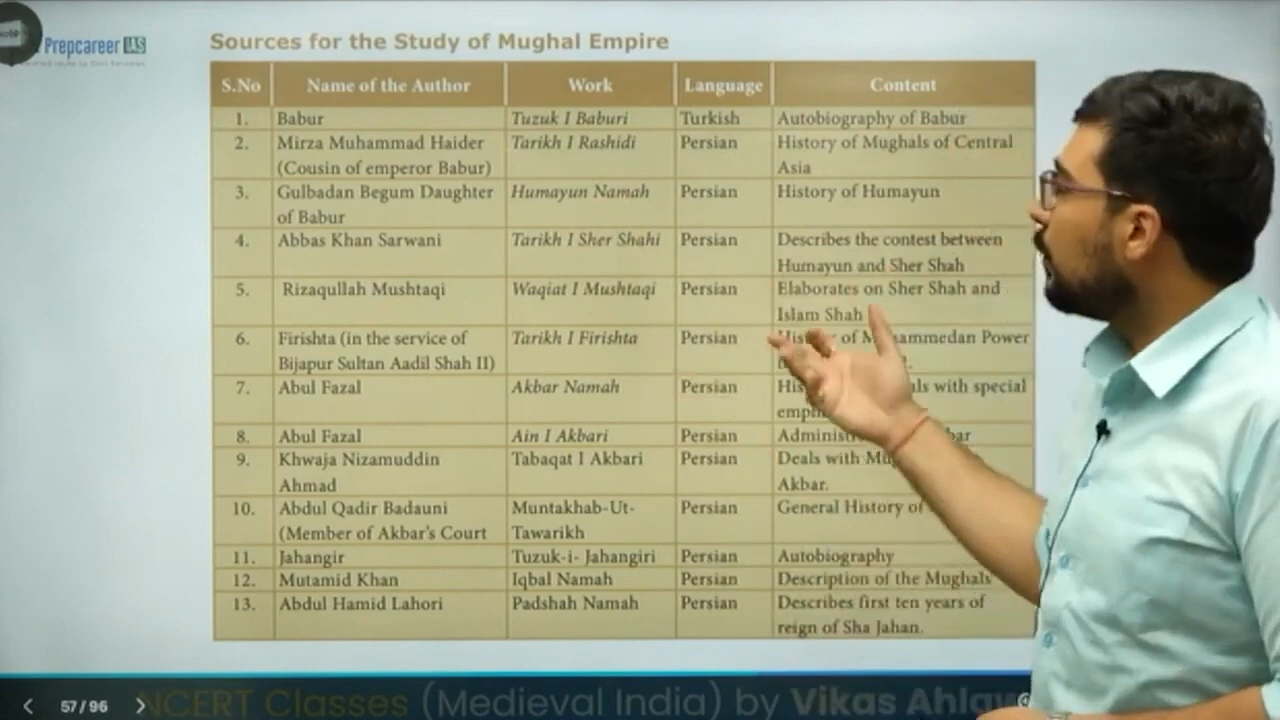 Prepcareer IAS
Sources for the Study of Mughal Empire
S.No Name of the Author Work Language Content
1. Babur Tuzuk I Baburi Turkish Autobiography of Babur
2. Mirza Muhammad Haider Tarikh I Rashidi Persian History of Mughals of Central
(Cousin of emperor Babur) Asia
3. Gulbadan Begum Daughter Humayun Namah Persian History of Humayun
of Babur
4. Abbas Khan Sarwani Tarikh I Sher Shahi Persian Describes the contest between
Humayun and Sher Shah
5. Rizaqullah Mushtaqi Waqiat I Mushtaqi Persian Elaborates on Sher Shah and
Islam Shah
6. Firishta (in the service of Tarikh I Firishta Persian of Power
Bijapur Sultan Aadil Shah II)
7. Abul Fazal Akbar Namah Persian with special
8. Abul Fazal Ain I Akbari Persian
9. Khwaja Nizamuddin Tabaqat I Akbari Persian Deals with
Ahmad Akbar.
10. Abdul Qadir Badauni Muntakhab-Ut- Persian General History of
(Member of Akbar's Court Tawarikh
11. Jahangir Tuzuk-i- Jahangiri Persian Autobiography
12. Mutamid Khan Iqbal Namah Persian Description of the Mughals
13. Abdul Hamid Lahori Padshah Namah Persian Describes first ten years of
reign of Sha Jahan.
57/96
NCERT Classes (Medieval India) by Vikas